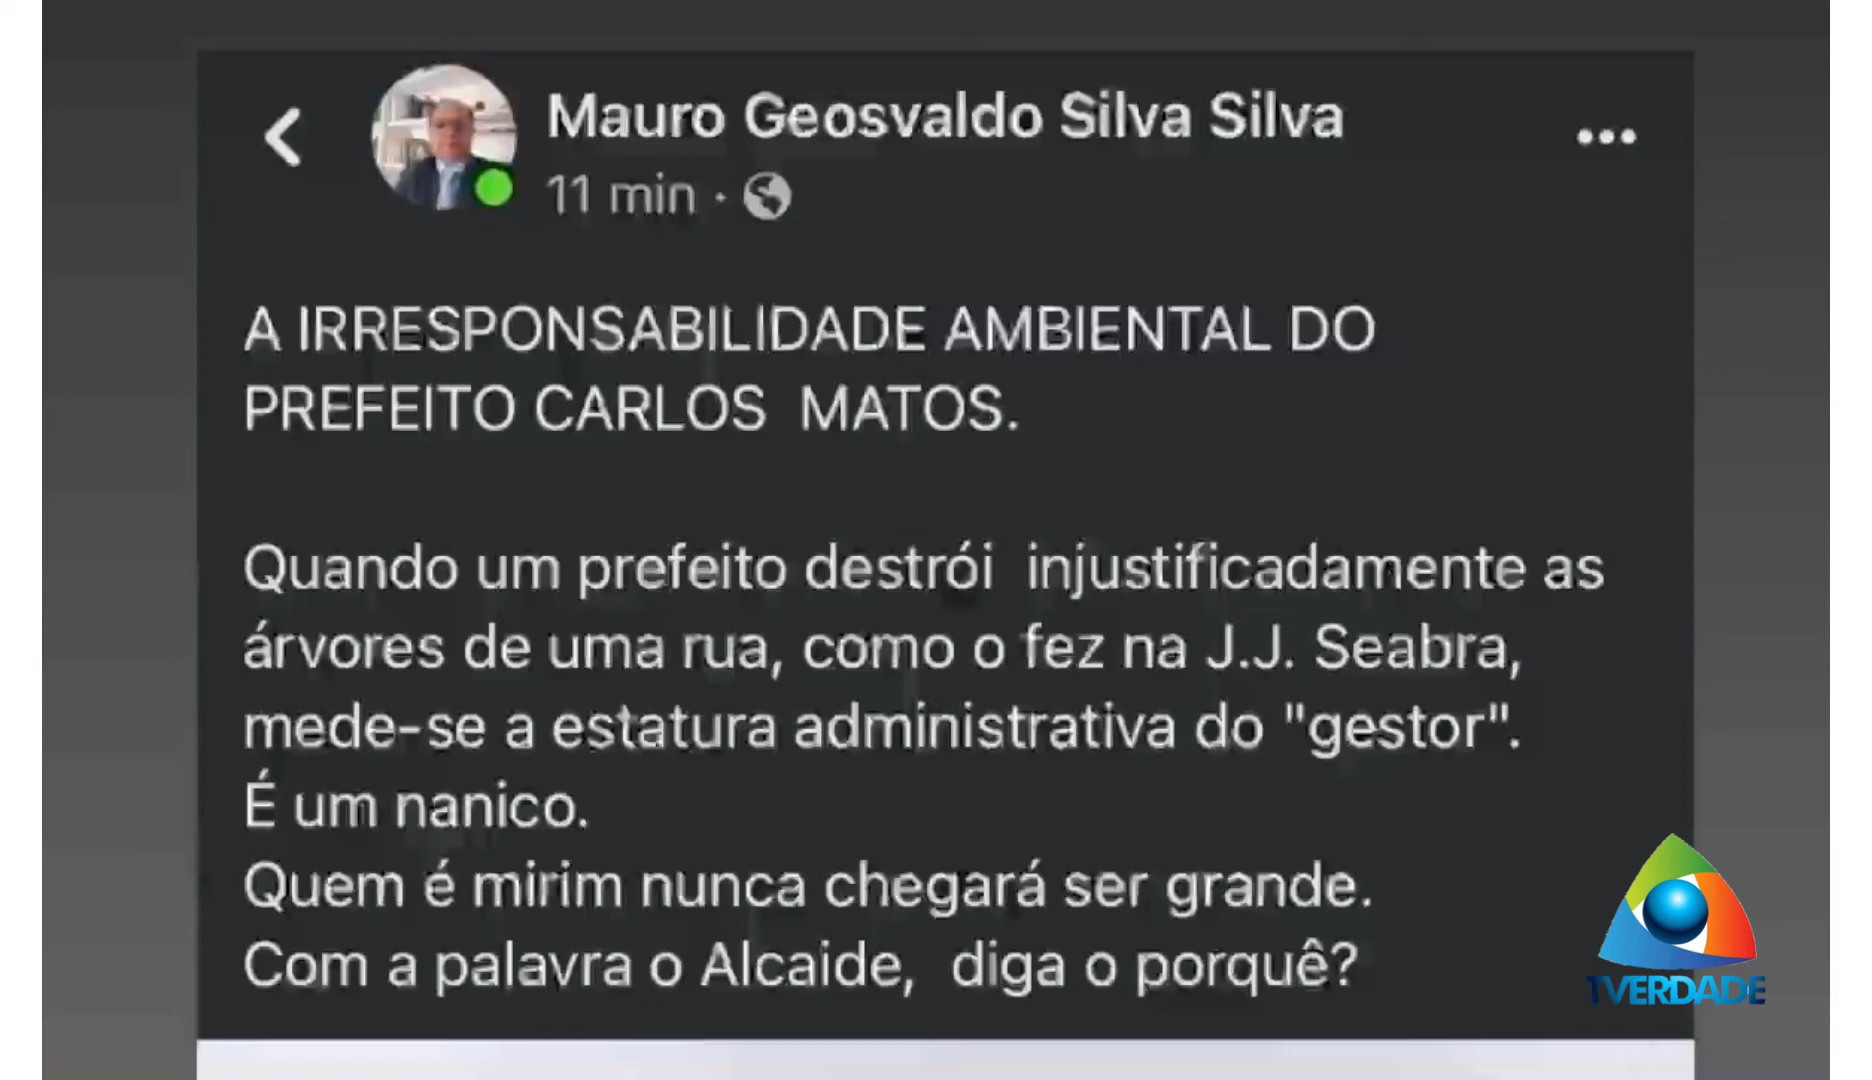 Mauro Geosvaldo Silva Silva
11 min ·
A IRRESPONSABILIDADE AMBIENTAL DO
PREFEITO CARLOS MATOS.
Quando um prefeito destrói injustificadamente as
árvores de uma rua, como o fez na J.J. Seabra,
mede-se a estatura administrativa do "gestor".
É um nanico.
Quem é mirim nunca chegará ser grande.
Com a palavra o Alcaide, diga o porquê?
TVERDADE